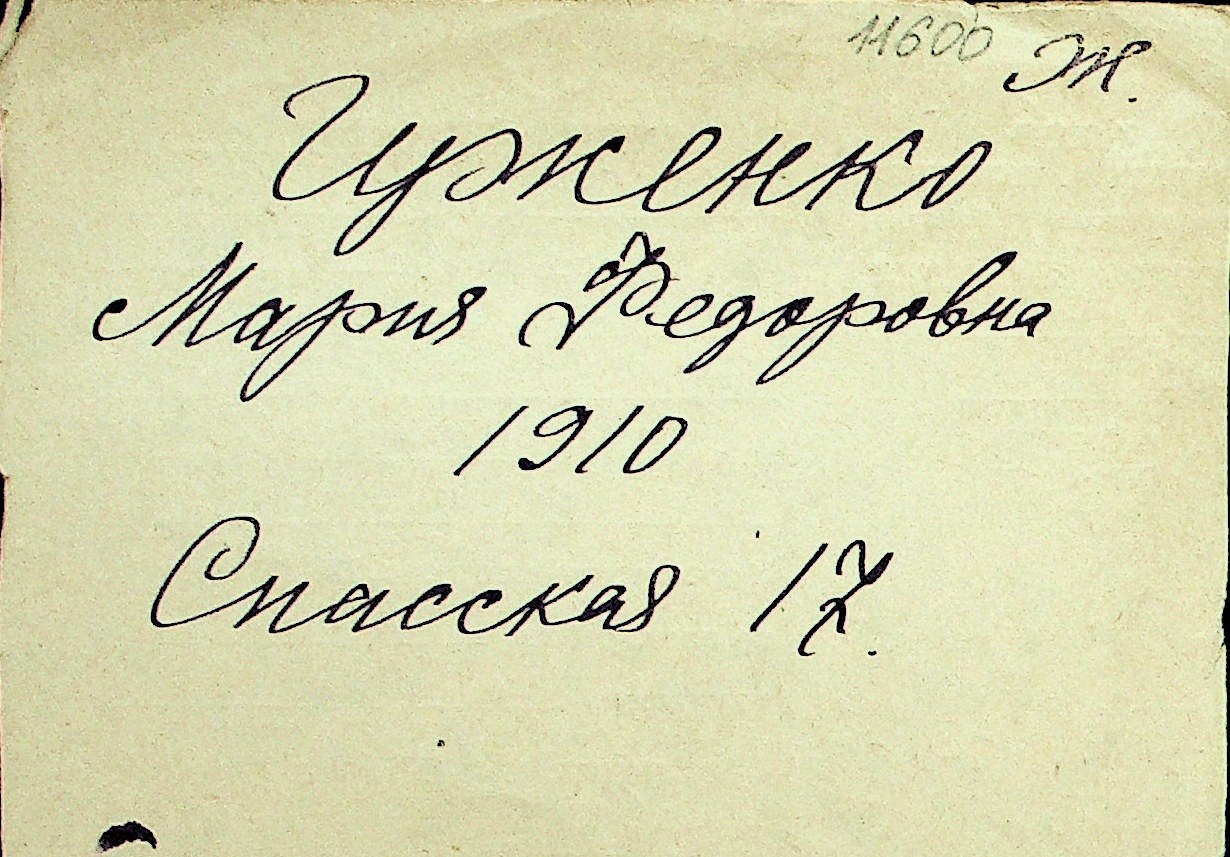 11600 Ж.
Гуженко
Мария Федоровна
1910
Спасская 17.